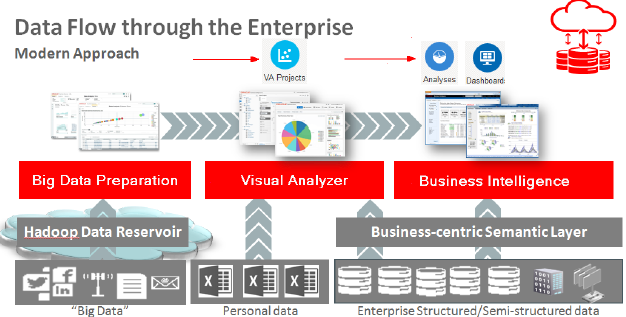 Data Flow through the Enterprise
Modern Approach
VA Projects
Analyses
Dashboards
Big Data Preparation
Visual Analyzer
Business Intelligence
Hadoop Data Reservoir
Business-centric Semantic Layer
“Big Data”
Personal data
Enterprise Structured/Semi-structured data